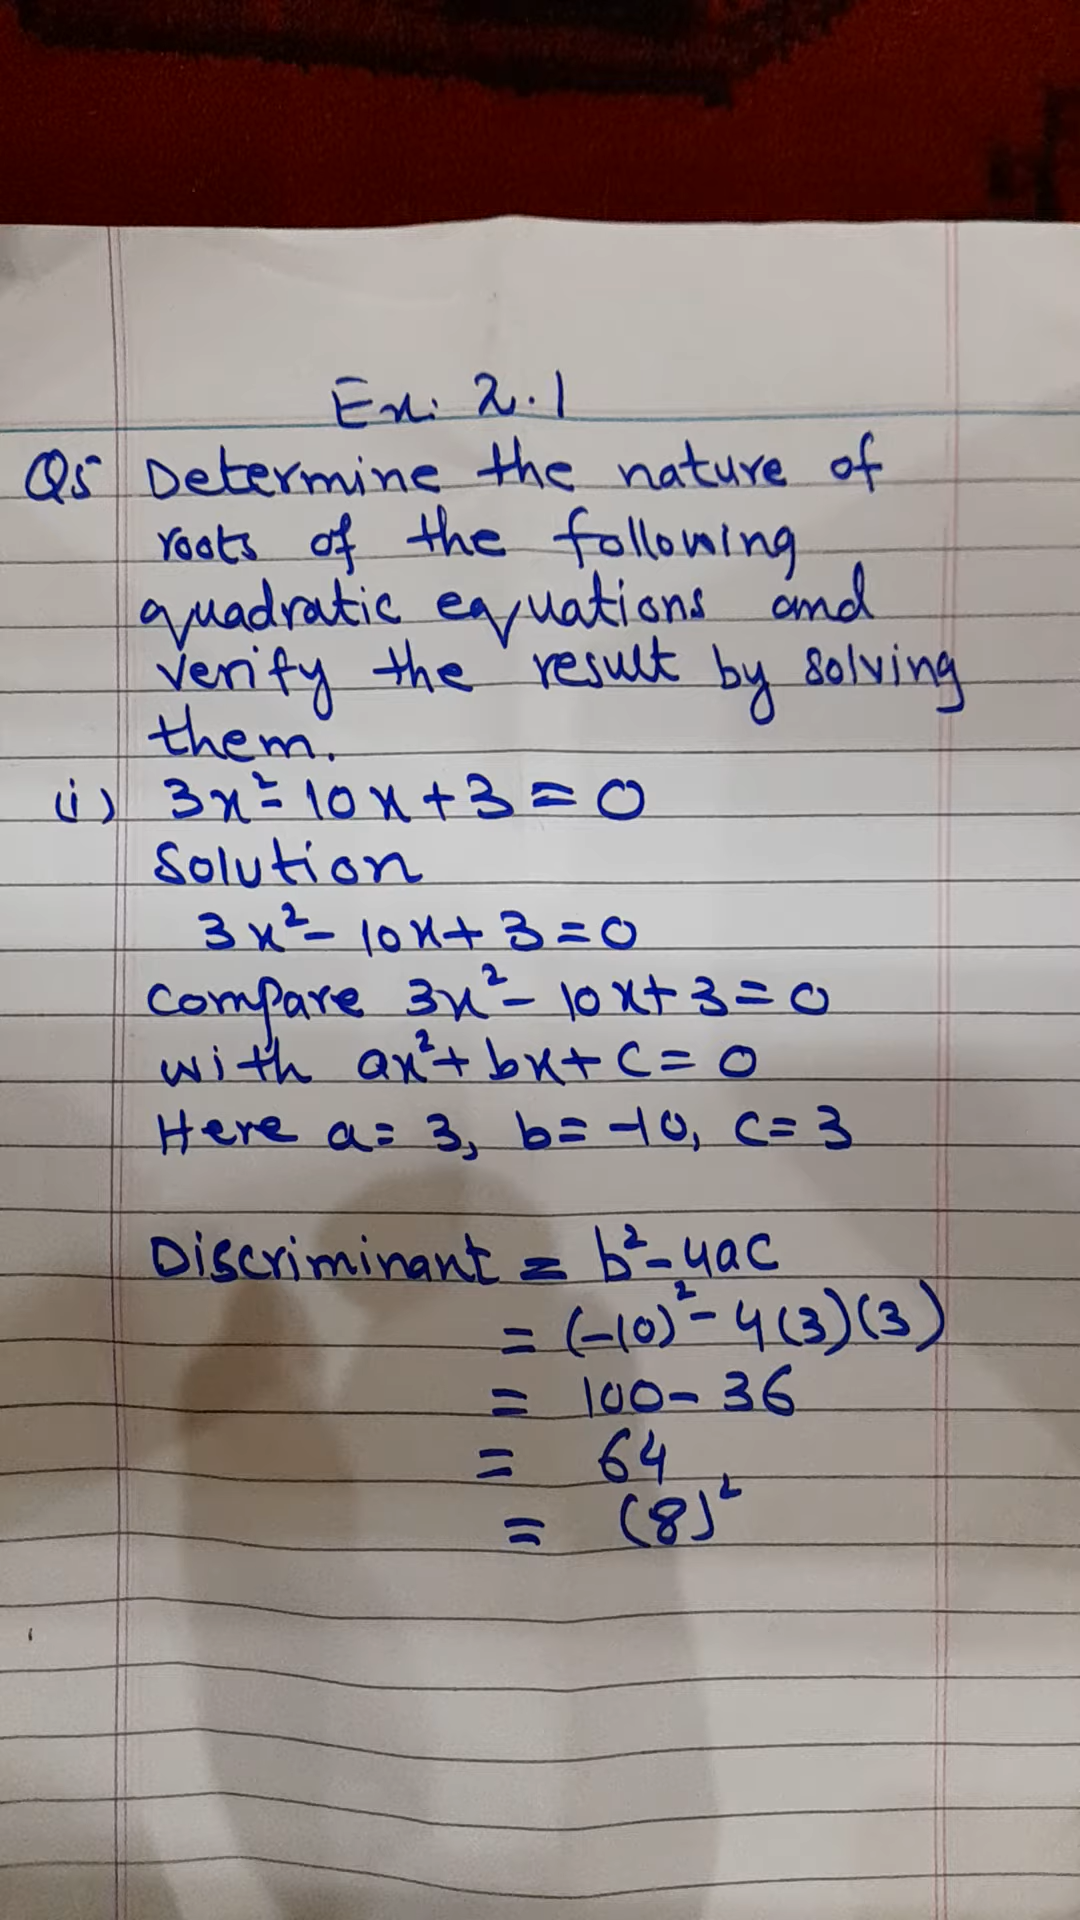 Ex: 2.1
Q5 Determine the nature of
roots of the following
quadratic equations and
verify the result by solving
them.
(i) 3x²-10x+3=0
Solution
3x²-10x+3=0
Compare 3x²-10x+3=0
with ax²+bx+c=0
Here a=3, b=-10, c=3
Discriminant = b²-4ac
= (-10)²-4(3)(3)
= 100-36
= 64
= (8)²